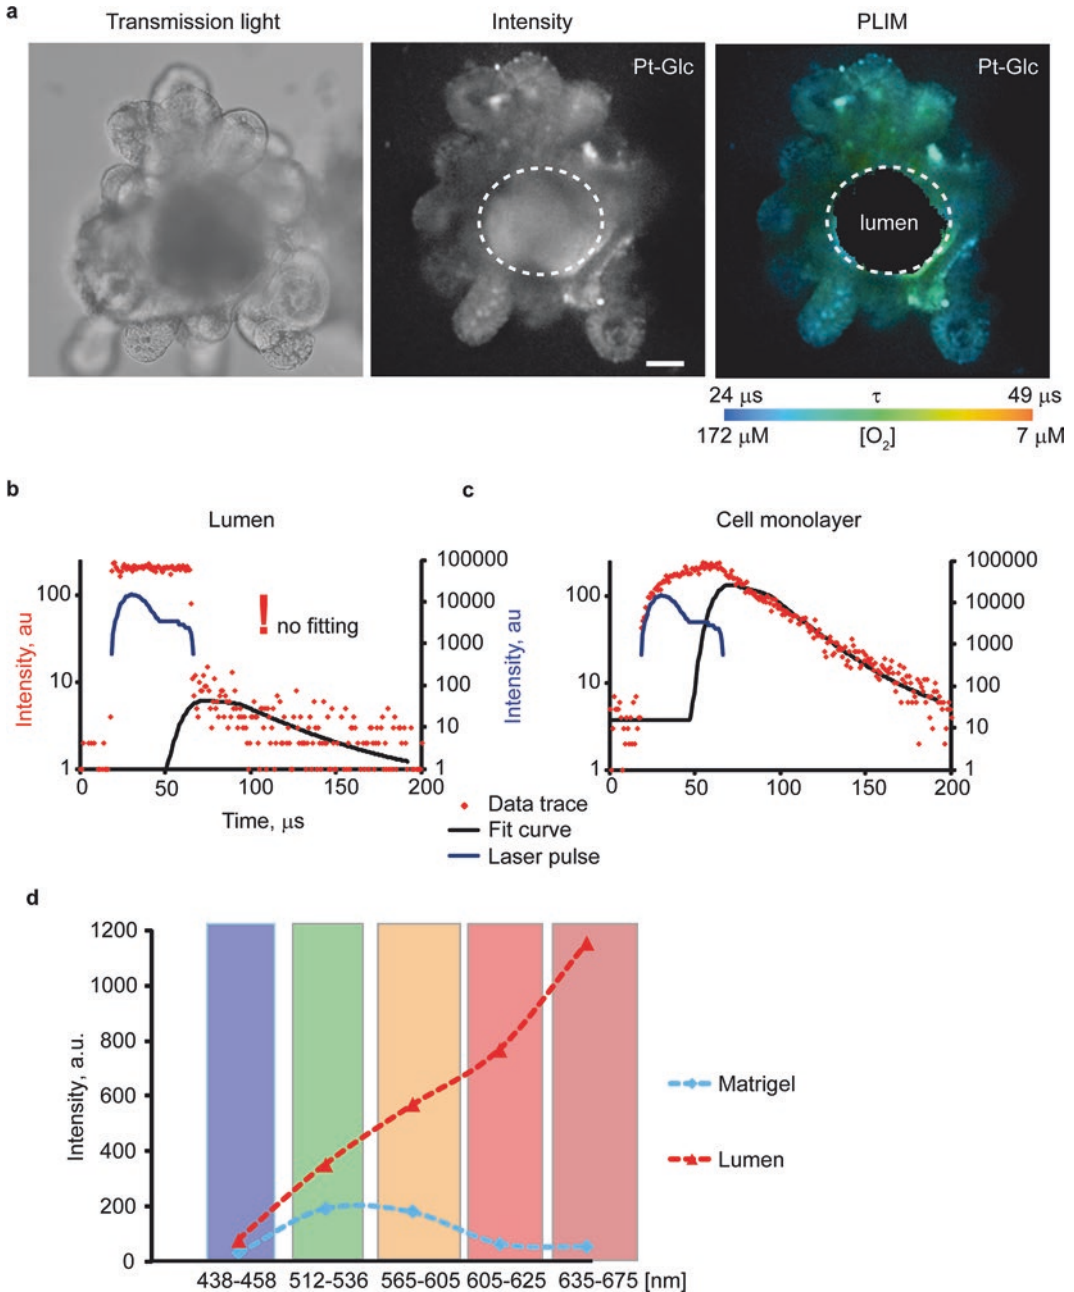 a
Transmission light
Intensity
PLIM
Pt-Glc
Pt-Glc
lumen
24 μs τ 49 μs
172 μM [O₂] 7 μM
b
Lumen
Intensity, au
100
10
1
100000
10000
1000
100
10
1
Intensity, au
! no fitting
0 50 100 150 200
Time, μs
c
Cell monolayer
100
10
1
100000
10000
1000
100
10
1
0 50 100 150 200
Data trace
Fit curve
Laser pulse
d
Intensity, a.u.
1200
1000
800
600
400
200
0
438-458 512-536 565-605 605-625 635-675 [nm]
Matrigel
Lumen